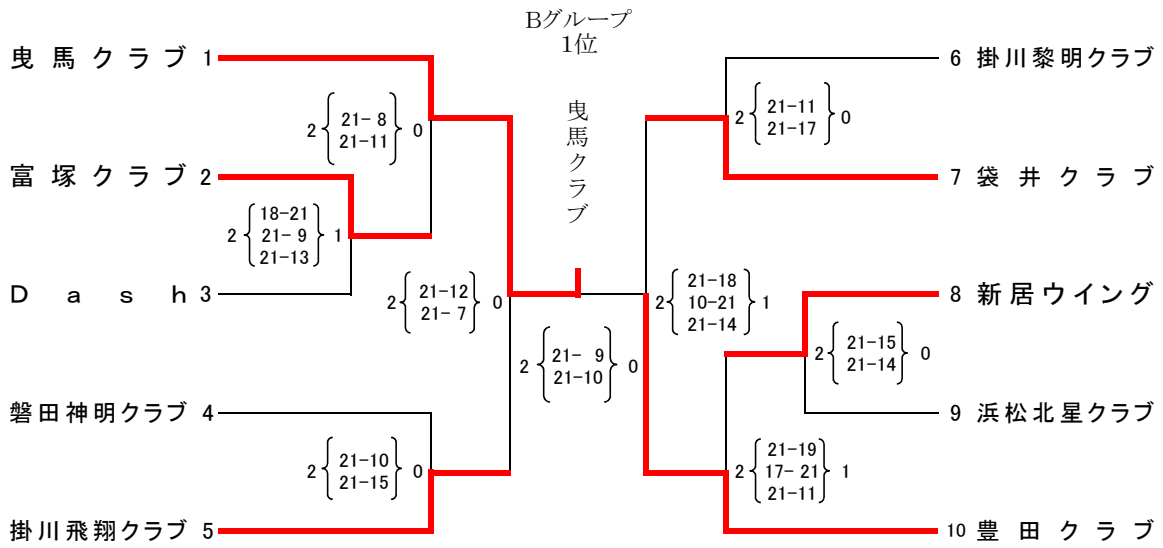 Bグループ
1位
曳馬クラブ
曳馬クラブ 1
2 { 21- 8 } 0
21-11
富塚クラブ 2
2 { 18-21 } 1
21- 9
21-13
Dash 3
2 { 21-12 } 0
21- 7
磐田神明クラブ 4
2 { 21-10 } 0
21-15
掛川飛翔クラブ 5
2 { 21- 9 } 0
21-10
6 掛川黎明クラブ
2 { 21-11 } 0
21-17
7 袋井クラブ
2 { 21-18 } 1
10-21
21-14
8 新居ウイング
2 { 21-15 } 0
21-14
9 浜松北星クラブ
2 { 21-19 } 1
17-21
21-11
10 豊田クラブ